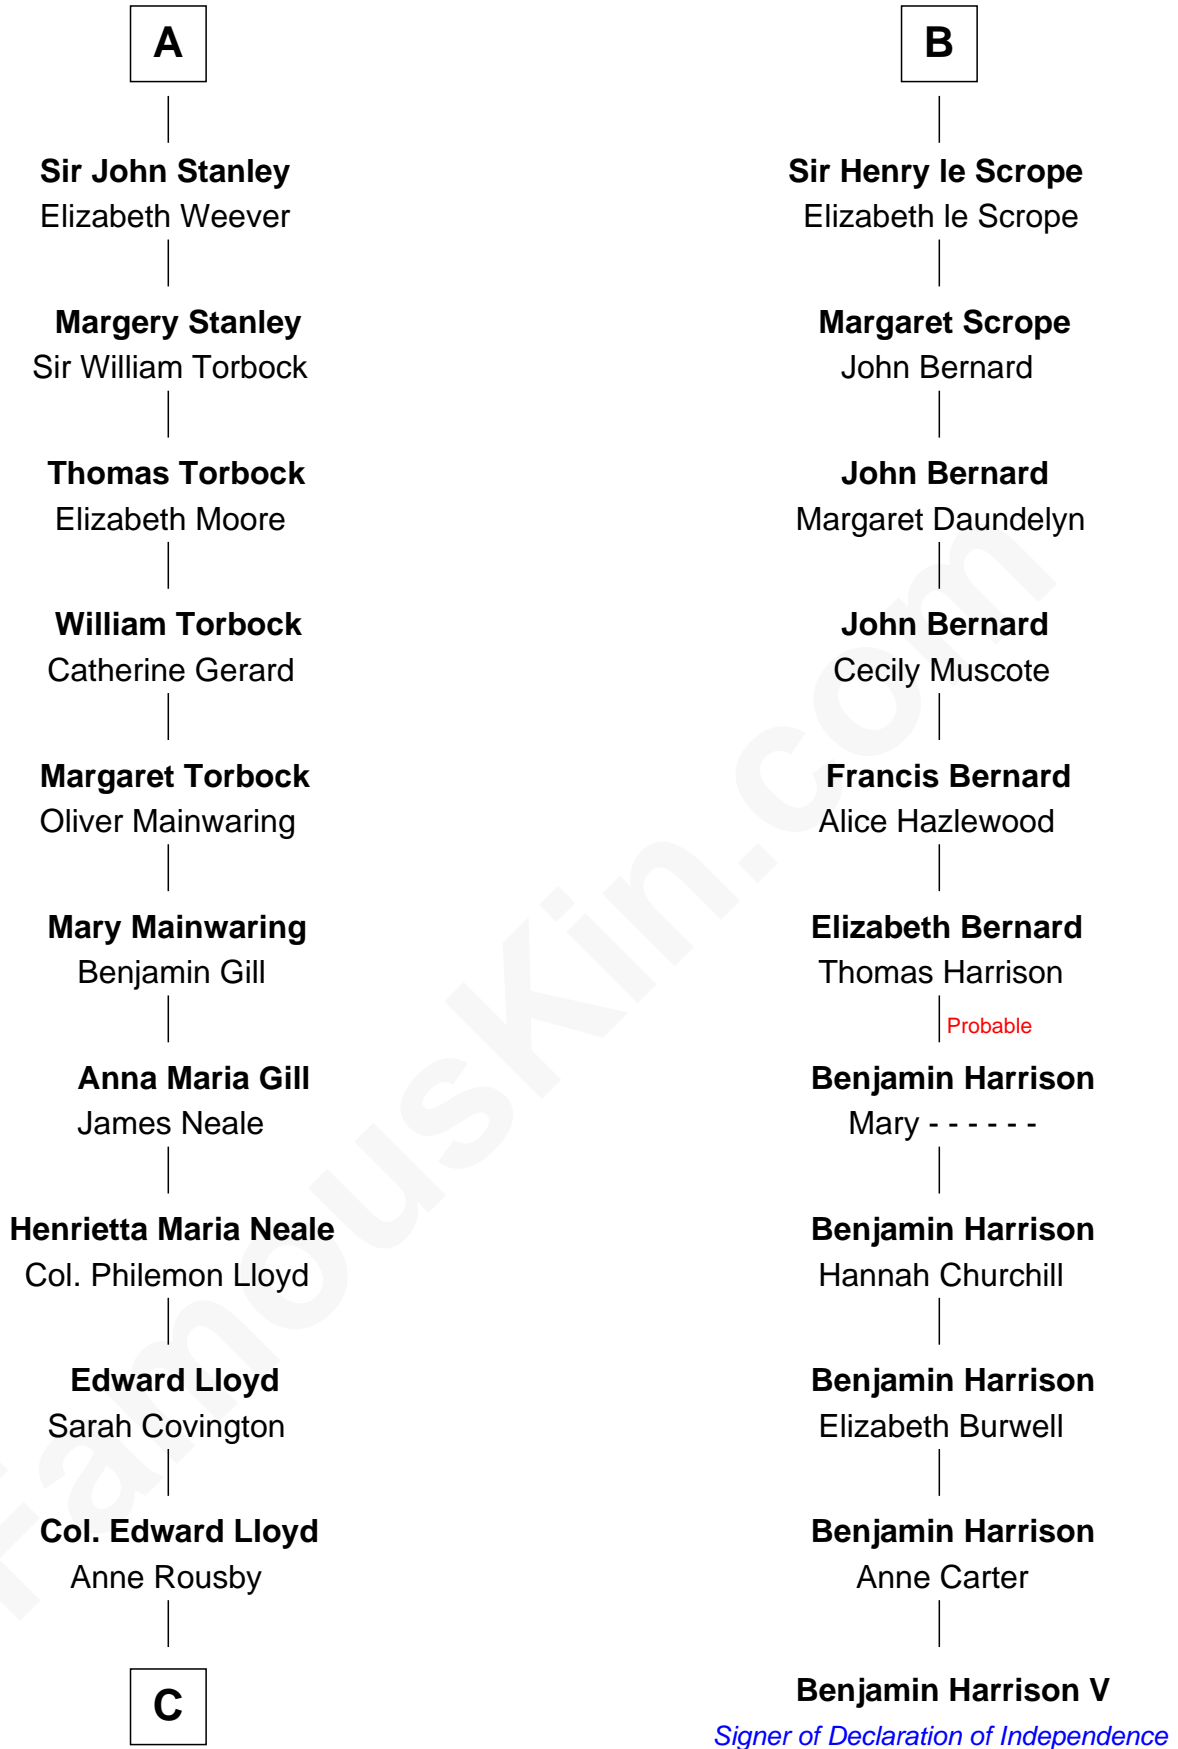 A
Sir John Stanley
Elizabeth Weever
Margery Stanley
Sir William Torbock
Thomas Torbock
Elizabeth Moore
William Torbock
Catherine Gerard
Margaret Torbock
Oliver Mainwaring
Mary Mainwaring
Benjamin Gill
Anna Maria Gill
James Neale
Henrietta Maria Neale
Col. Philemon Lloyd
Edward Lloyd
Sarah Covington
Col. Edward Lloyd
Anne Rousby
C
B
Sir Henry le Scrope
Elizabeth le Scrope
Margaret Scrope
John Bernard
John Bernard
Margaret Daundelyn
John Bernard
Cecily Muscote
Francis Bernard
Alice Hazlewood
Elizabeth Bernard
Thomas Harrison
Probable
Benjamin Harrison
Mary - - - - - -
Benjamin Harrison
Hannah Churchill
Benjamin Harrison
Elizabeth Burwell
Benjamin Harrison
Anne Carter
Benjamin Harrison V
Signer of Declaration of Independence
FamousKin.com